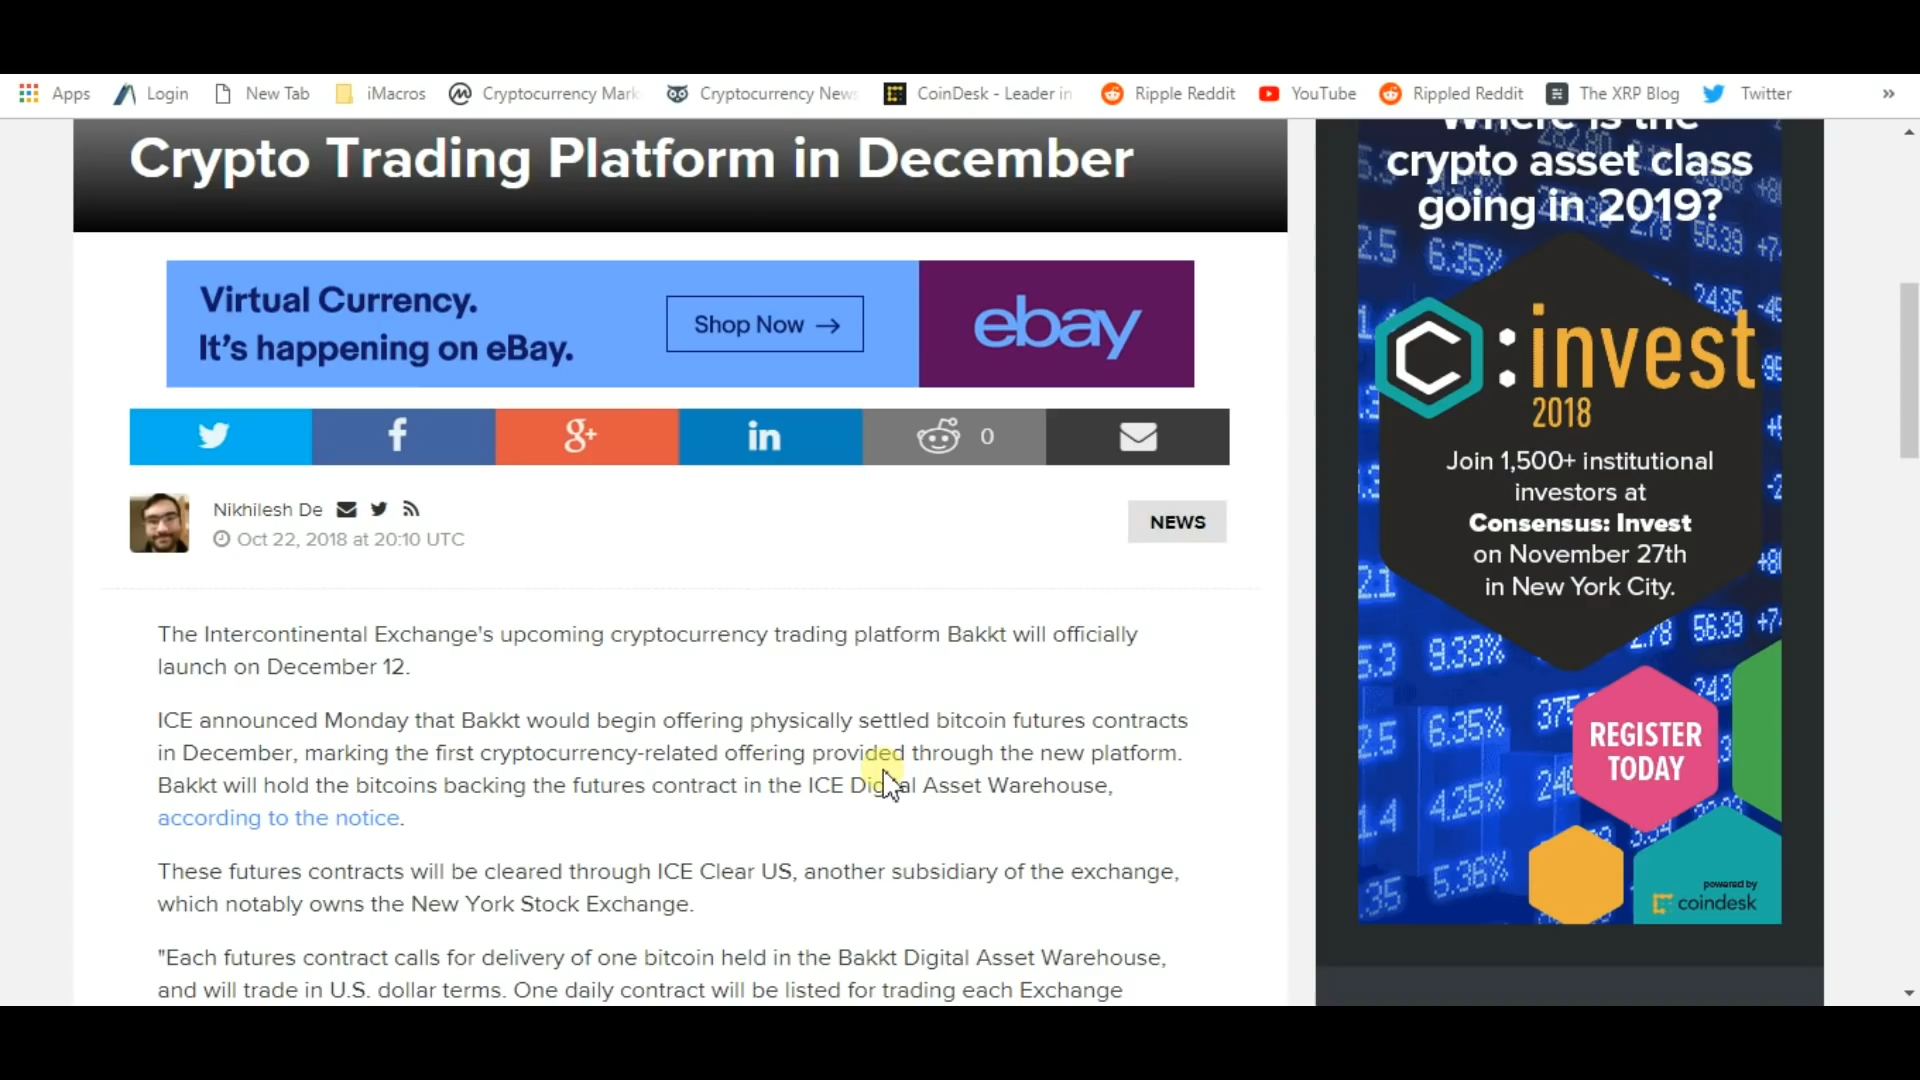 Apps Login New Tab iMacros Cryptocurrency Mark Cryptocurrency News CoinDesk - Leader in Ripple Reddit YouTube Rippled Reddit The XRP Blog Twitter »
Crypto Trading Platform in December
Virtual Currency.
It's happening on eBay.
Shop Now →
ebay
f
g+
in
0
Nikhilesh De
Oct 22, 2018 at 20:10 UTC
NEWS
The Intercontinental Exchange's upcoming cryptocurrency trading platform Bakkt will officially
launch on December 12.
ICE announced Monday that Bakkt would begin offering physically settled bitcoin futures contracts
in December, marking the first cryptocurrency-related offering provided through the new platform.
Bakkt will hold the bitcoins backing the futures contract in the ICE Digital Asset Warehouse,
according to the notice.
These futures contracts will be cleared through ICE Clear US, another subsidiary of the exchange,
which notably owns the New York Stock Exchange.
"Each futures contract calls for delivery of one bitcoin held in the Bakkt Digital Asset Warehouse,
and will trade in U.S. dollar terms. One daily contract will be listed for trading each Exchange
Where is the
crypto asset class
going in 2019?
C:invest
2018
Join 1,500+ institutional
investors at
Consensus: Invest
on November 27th
in New York City.
REGISTER
TODAY
powered by
coindesk